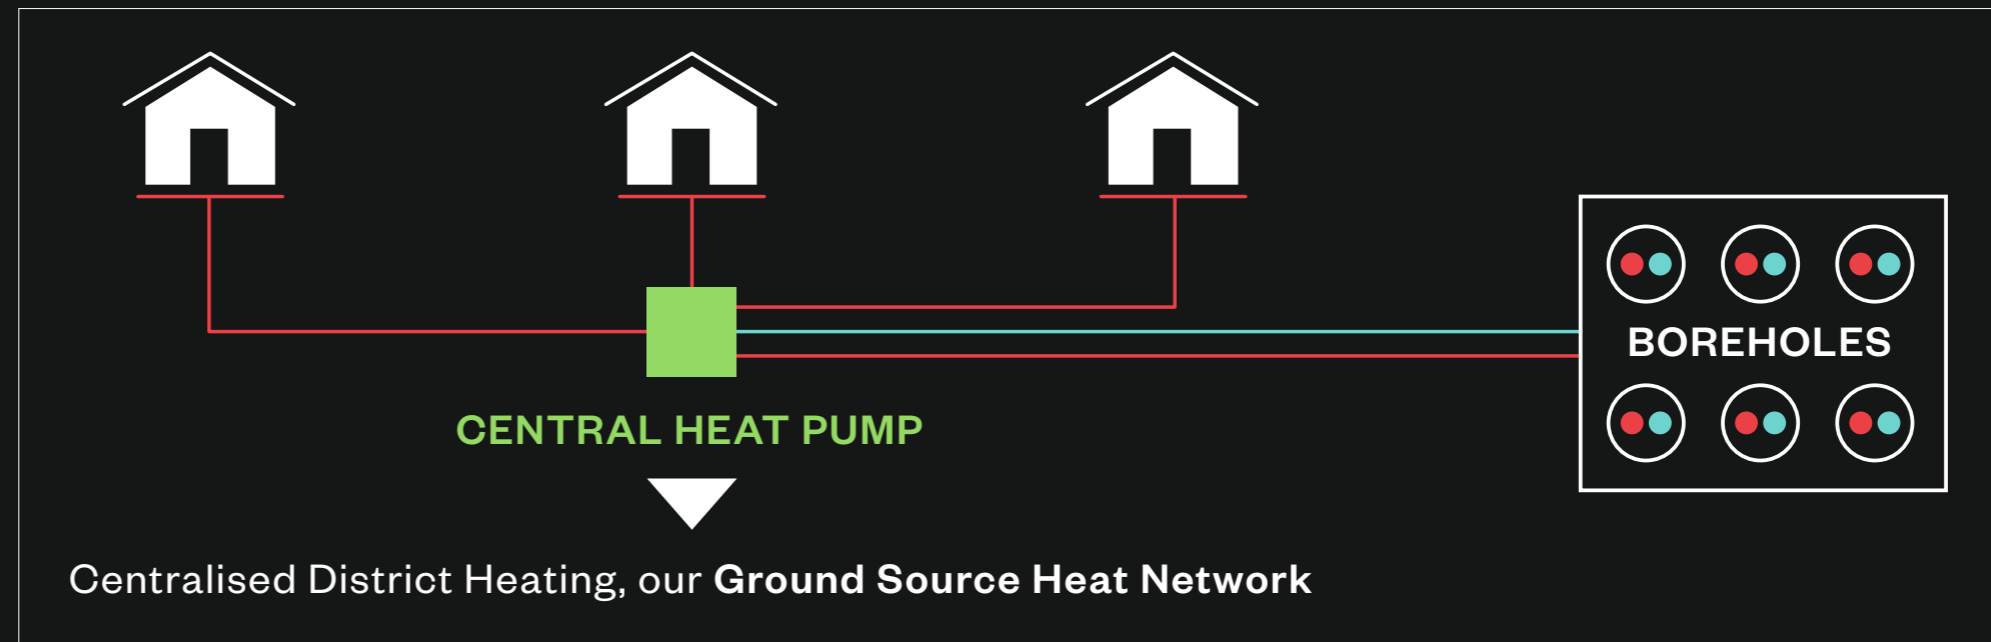 BOREHOLES
CENTRAL HEAT PUMP
Centralised District Heating, our Ground Source Heat Network